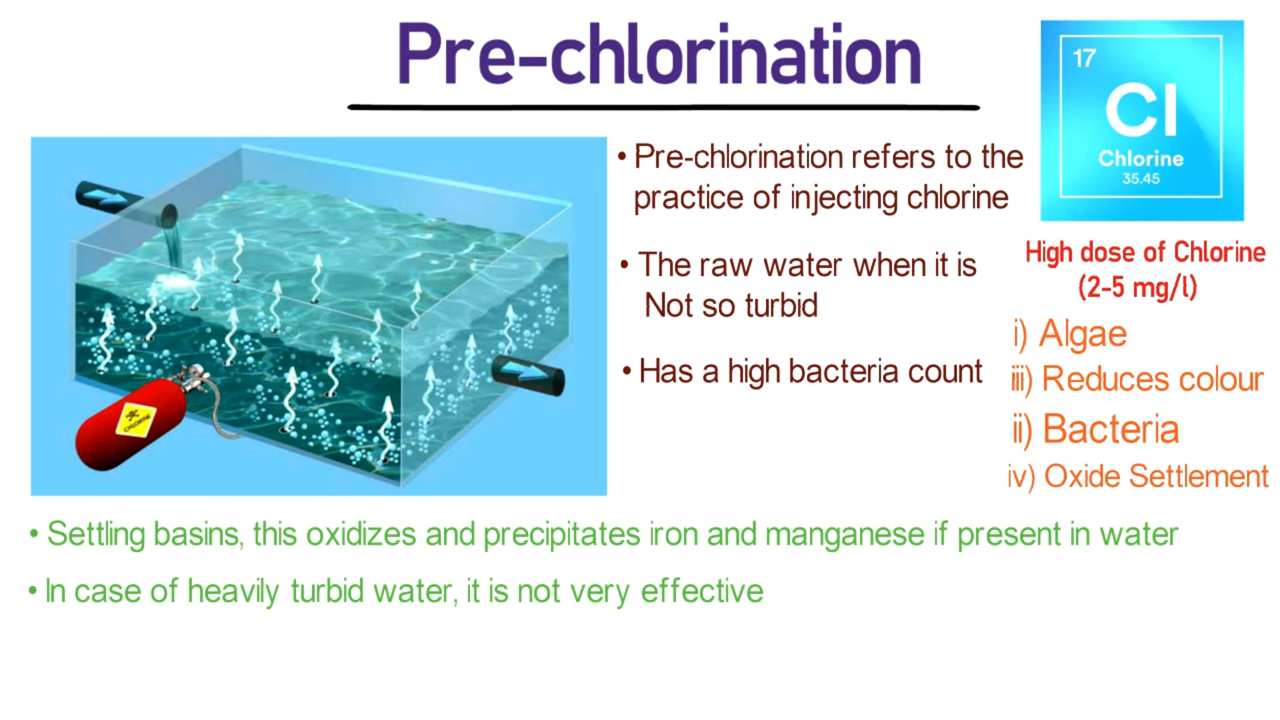 Pre-chlorination
17
Cl
Chlorine
35.45
• Pre-chlorination refers to the
practice of injecting chlorine
• The raw water when it is
Not so turbid
• Has a high bacteria count
High dose of Chlorine
(2-5 mg/l)
i) Algae
iii) Reduces colour
ii) Bacteria
iv) Oxide Settlement
CHLORINE
• Settling basins, this oxidizes and precipitates iron and manganese if present in water
• In case of heavily turbid water, it is not very effective